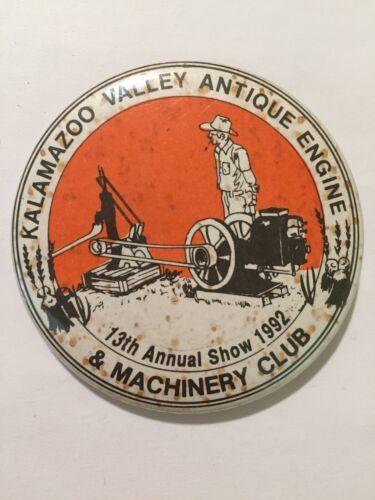 KALAMAZOO VALLEY ANTIQUE ENGINE
& MACHINERY CLUB
13th Annual Show 1992